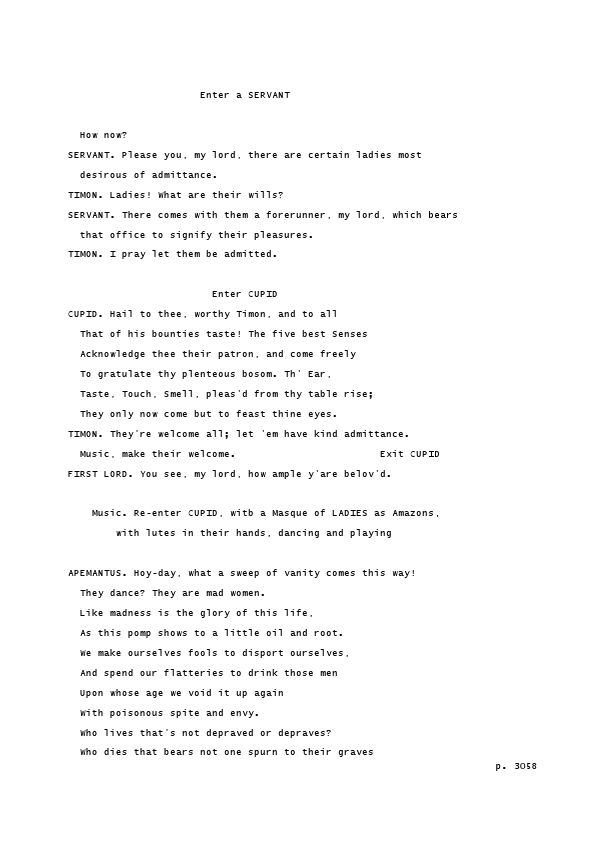 Enter a SERVANT
How now?
SERVANT. Please you, my lord, there are certain ladies most
desirous of admittance.
TIMON. Ladies! What are their wills?
SERVANT. There comes with them a forerunner, my lord, which bears
that office to signify their pleasures.
TIMON. I pray let them be admitted.
Enter CUPID
CUPID. Hail to thee, worthy Timon, and to all
That of his bounties taste! The five best Senses
Acknowledge thee their patron, and come freely
To gratulate thy plenteous bosom. Th' Ear,
Taste, Touch, Smell, pleas'd from thy table rise;
They only now come but to feast thine eyes.
TIMON. They're welcome all; let 'em have kind admittance.
Music, make their welcome. Exit CUPID
FIRST LORD. You see, my lord, how ample y'are belov'd.
Music. Re-enter CUPID, witb a Masque of LADIES as Amazons,
with lutes in their hands, dancing and playing
APEMANTUS. Hoy-day, what a sweep of vanity comes this way!
They dance? They are mad women.
Like madness is the glory of this life,
As this pomp shows to a little oil and root.
We make ourselves fools to disport ourselves,
And spend our flatteries to drink those men
Upon whose age we void it up again
With poisonous spite and envy.
Who lives that's not depraved or depraves?
Who dies that bears not one spurn to their graves
p. 3058